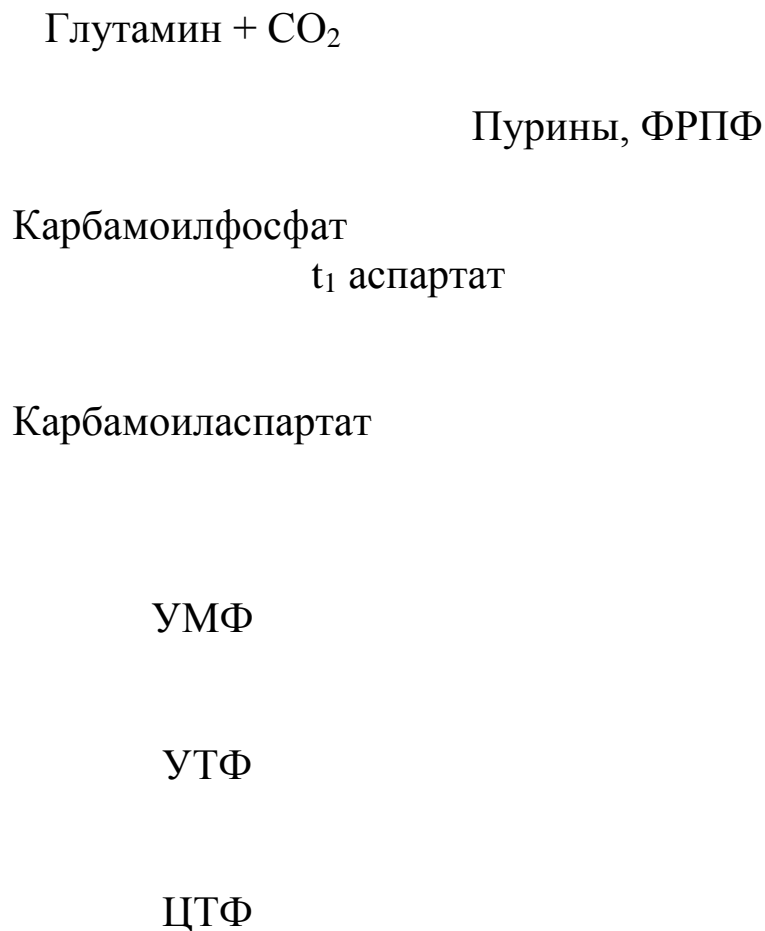 Глутамин + CO₂
Пурины, ФРПФ
Карбамоилфосфат
t₁ аспартат
Карбамоиласпартат
УМФ
УТФ
ЦТФ